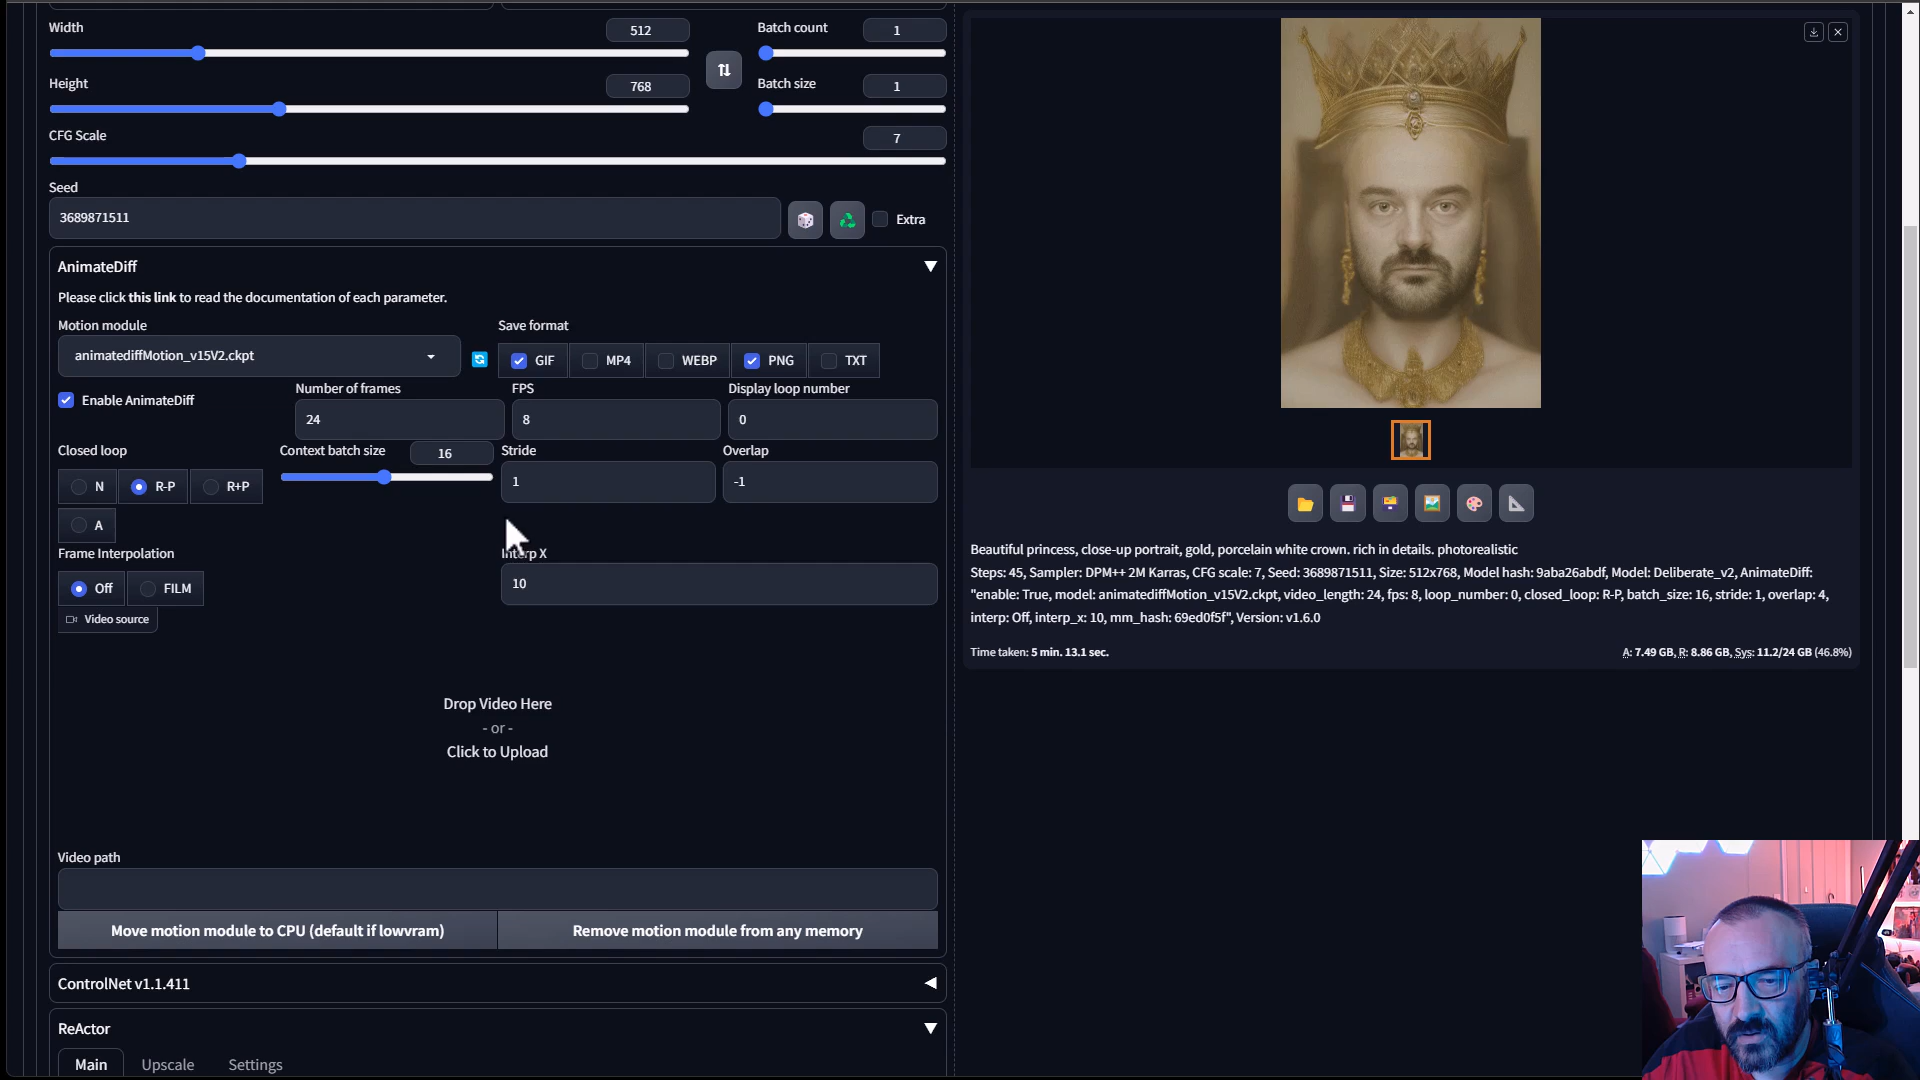 Width
512
Batch count
1
Height
768
Batch size
1
CFG Scale
7
Seed
3689871511
Extra
AnimateDiff
Please click this link to read the documentation of each parameter.
Motion module
Save format
animatediffMotion_v15V2.ckpt
GIF
MP4
WEBP
PNG
TXT
Enable AnimateDiff
Number of frames
FPS
Display loop number
24
8
0
Closed loop
Context batch size
16
Stride
Overlap
N
R-P
R+P
1
-1
A
Frame Interpolation
Interp X
Off
FILM
10
Video source
Drop Video Here
- or -
Click to Upload
Video path
Move motion module to CPU (default if lowvram)
Remove motion module from any memory
ControlNet v1.1.411
ReActor
Main
Upscale
Settings
Beautiful princess, close-up portrait, gold, porcelain white crown. rich in details. photorealistic
Steps: 45, Sampler: DPM++ 2M Karras, CFG scale: 7, Seed: 3689871511, Size: 512x768, Model hash: 9aba26abdf, Model: Deliberate_v2, AnimateDiff:
"enable: True, model: animatediffMotion_v15V2.ckpt, video_length: 24, fps: 8, loop_number: 0, closed_loop: R-P, batch_size: 16, stride: 1, overlap: 4,
interp: Off, interp_x: 10, mm_hash: 69ed0f5f", Version: v1.6.0
Time taken: 5 min. 13.1 sec.
A: 7.49 GB, R: 8.86 GB, Sys: 11.2/24 GB (46.8%)